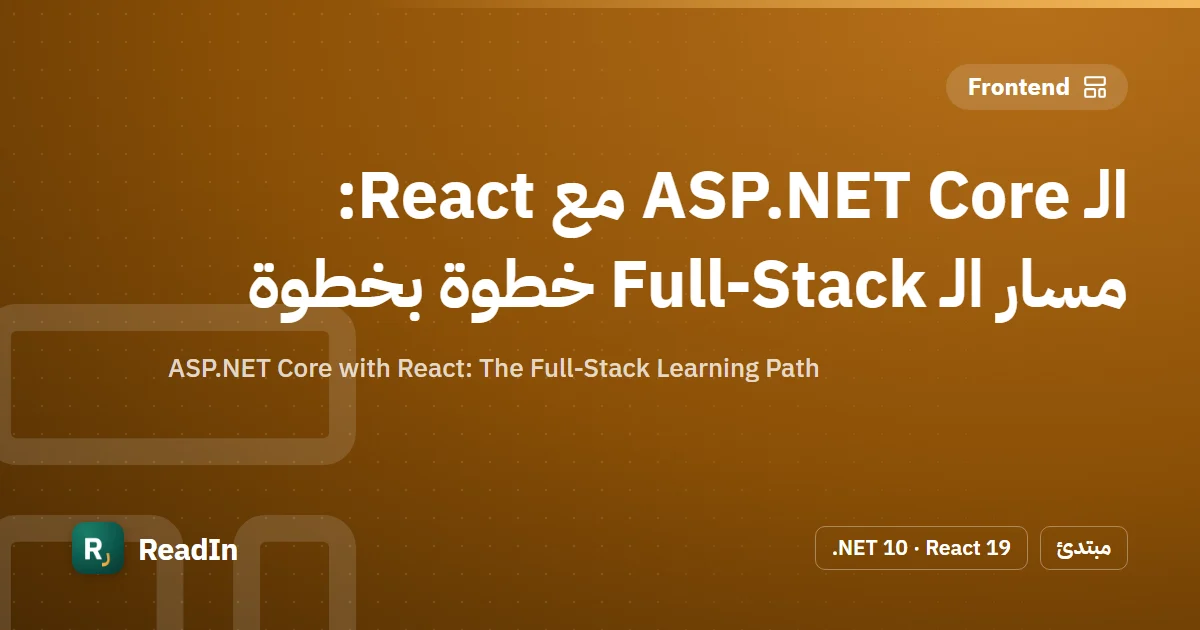 Frontend
الـ ASP.NET Core مع React:
مسار الـ Full-Stack خطوة بخطوة
ASP.NET Core with React: The Full-Stack Learning Path
مبتدئ
.NET 10 · React 19
Rر
ReadIn